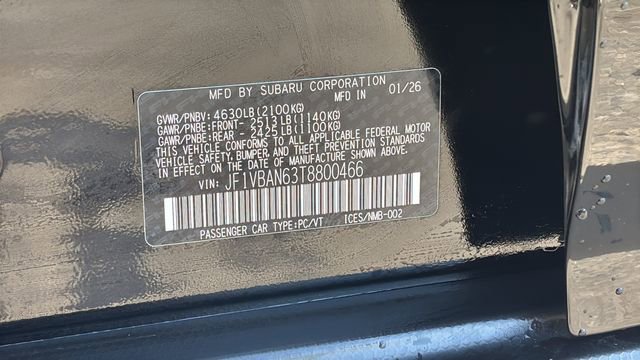 MFD BY SUBARU CORPORATION
MFD IN 01/26
GVWR/PNBV: 4630LB(2100KG)
GAWR/PNBE:FRONT- 2513LB(1140KG)
GAWR/PNBE:REAR - 2425LB(1100KG)
THIS VEHICLE CONFORMS TO ALL APPLICABLE FEDERAL MOTOR
VEHICLE SAFETY, BUMPER, AND THEFT PREVENTION STANDARDS
IN EFFECT ON THE DATE OF MANUFACTURE SHOWN ABOVE.
VIN: JF1VBAN63T8800466
PASSENGER CAR TYPE:PC/VT ICES/NMB-002